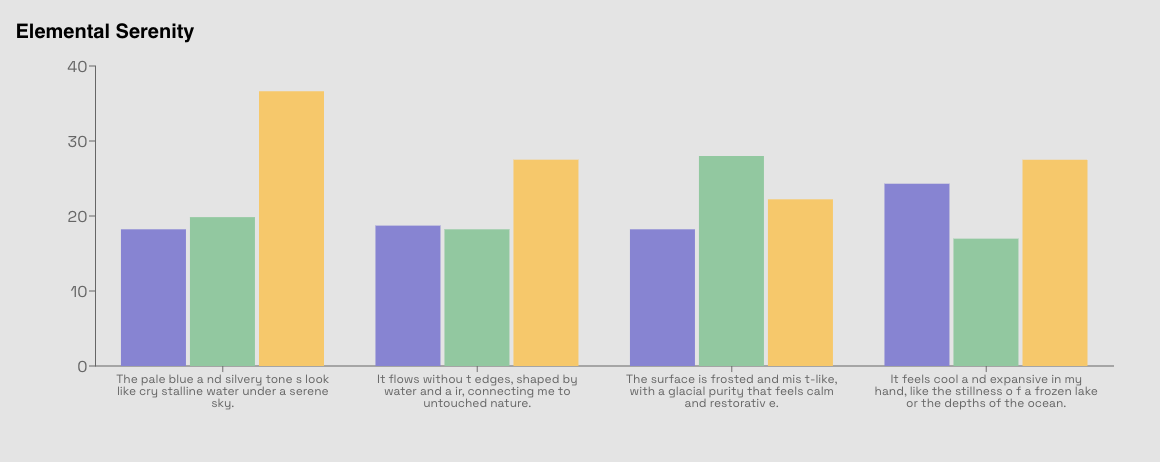 Elemental Serenity
40
30
20
10
0
The pale blue a nd silvery tone s look
like cry stalline water under a serene
sky.
It flows withou t edges, shaped by
water and a ir, connecting me to
untouched nature.
The surface is frosted and mis t-like,
with a glacial purity that feels calm
and restorativ e.
It feels cool a nd expansive in my
hand, like the stillness o f a frozen lake
or the depths of the ocean.